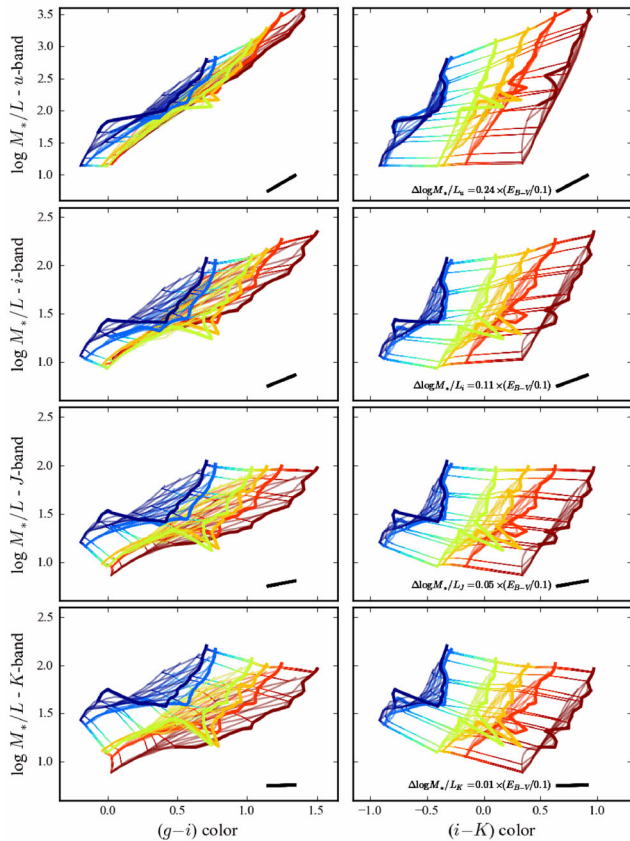 log M*/L - u-band
3.5
3.0
2.5
2.0
1.5
1.0
ΔlogM*/Lu = 0.24 × (EB−V/0.1)
log M*/L - i-band
2.5
2.0
1.5
1.0
ΔlogM*/Li = 0.11 × (EB−V/0.1)
log M*/L - J-band
2.5
2.0
1.5
1.0
ΔlogM*/LJ = 0.05 × (EB−V/0.1)
log M*/L - K-band
2.5
2.0
1.5
1.0
ΔlogM*/LK = 0.01 × (EB−V/0.1)
0.0 0.5 1.0 1.5
−1.0 −0.5 0.0 0.5 1.0
(g−i) color
(i−K) color